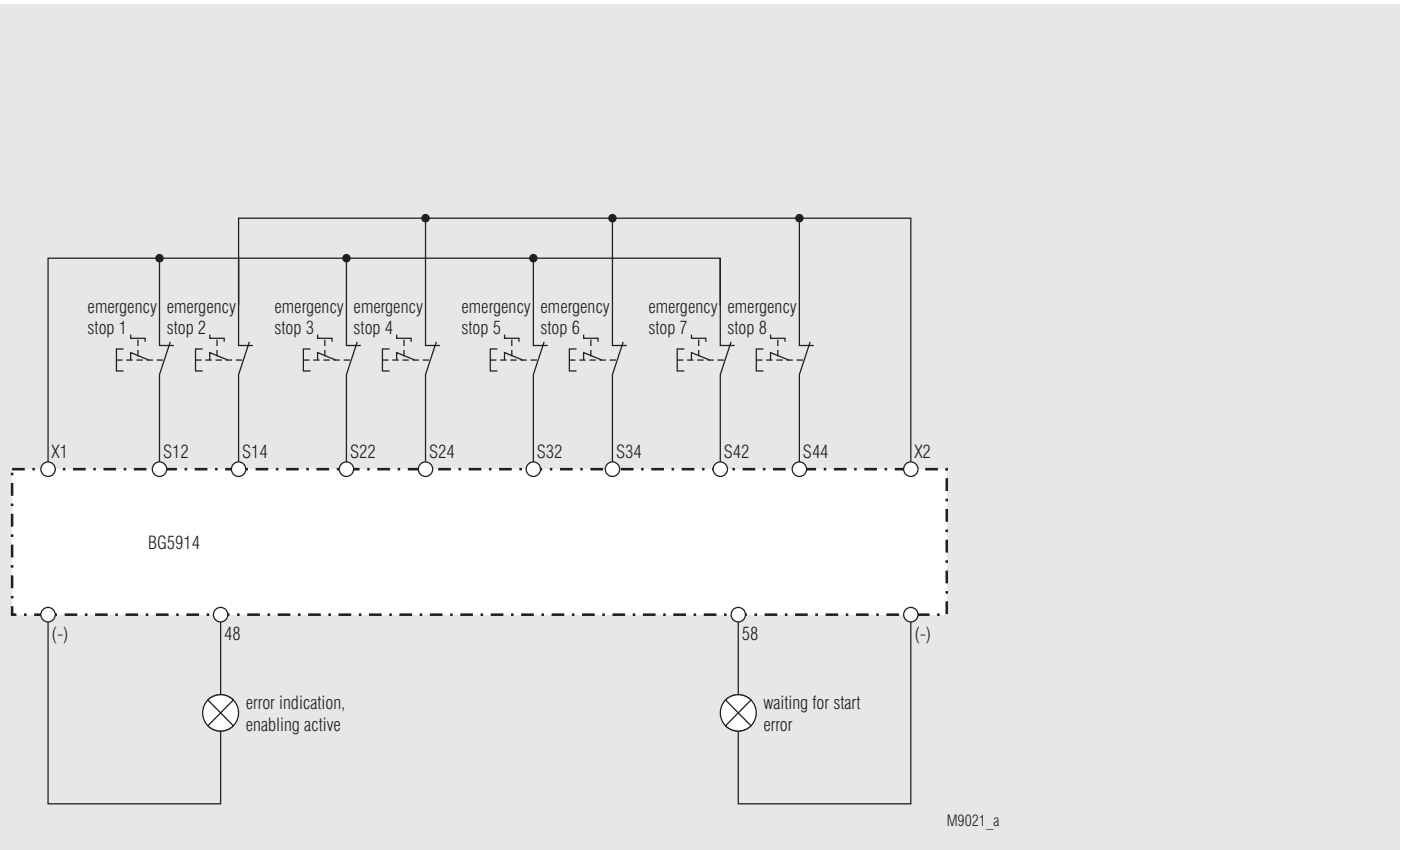 emergency
stop 1
emergency
stop 2
emergency
stop 3
emergency
stop 4
emergency
stop 5
emergency
stop 6
emergency
stop 7
emergency
stop 8
X1
S12
S14
S22
S24
S32
S34
S42
S44
X2
BG5914
(-)
48
58
(-)
error indication,
enabling active
waiting for start
error
M9021_a